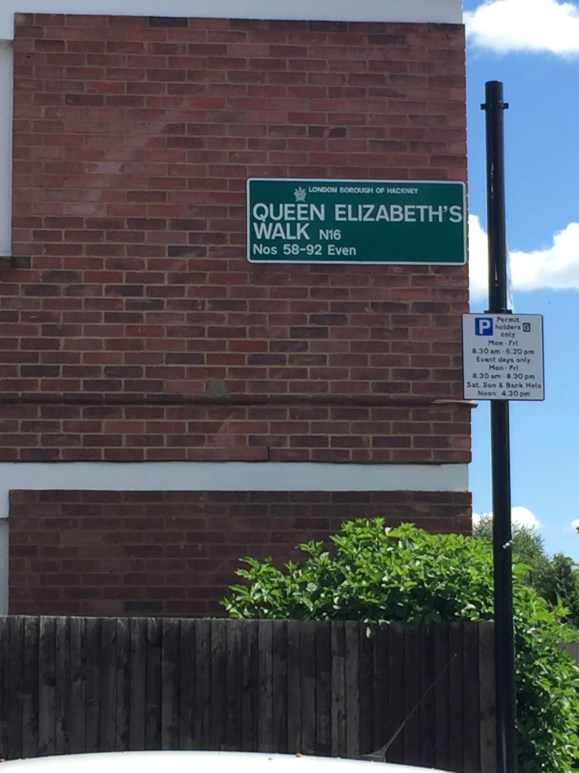 LONDON BOROUGH OF HACKNEY
QUEEN ELIZABETH'S
WALK N16
Nos 58-92 Even
P Permit
holders G
only
Mon - Fri
8.30 am - 6.30 pm
Event days only
Mon - Fri
8.30 am - 8.30 pm
Sat, Sun & Bank Hols
Noon - 4.30 pm